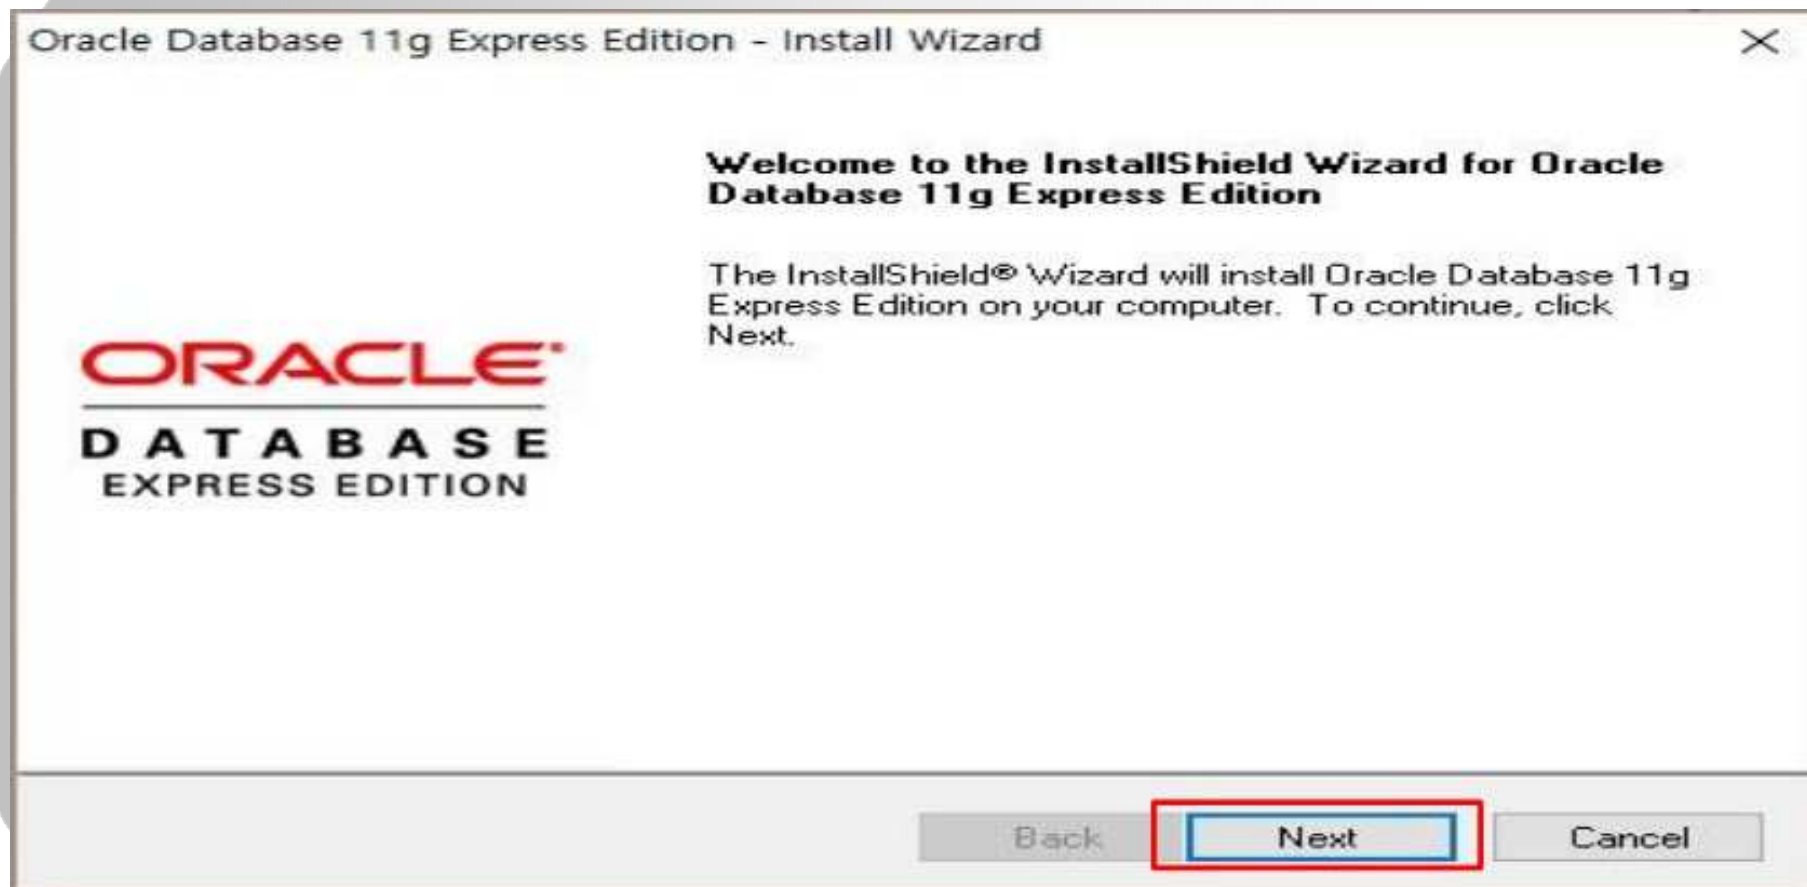 Oracle Database 11g Express Edition - Install Wizard
Welcome to the InstallShield Wizard for Oracle
Database 11g Express Edition
The InstallShield® Wizard will install Oracle Database 11g
Express Edition on your computer. To continue, click
Next.
ORACLE
DATABASE
EXPRESS EDITION
Back
Next
Cancel